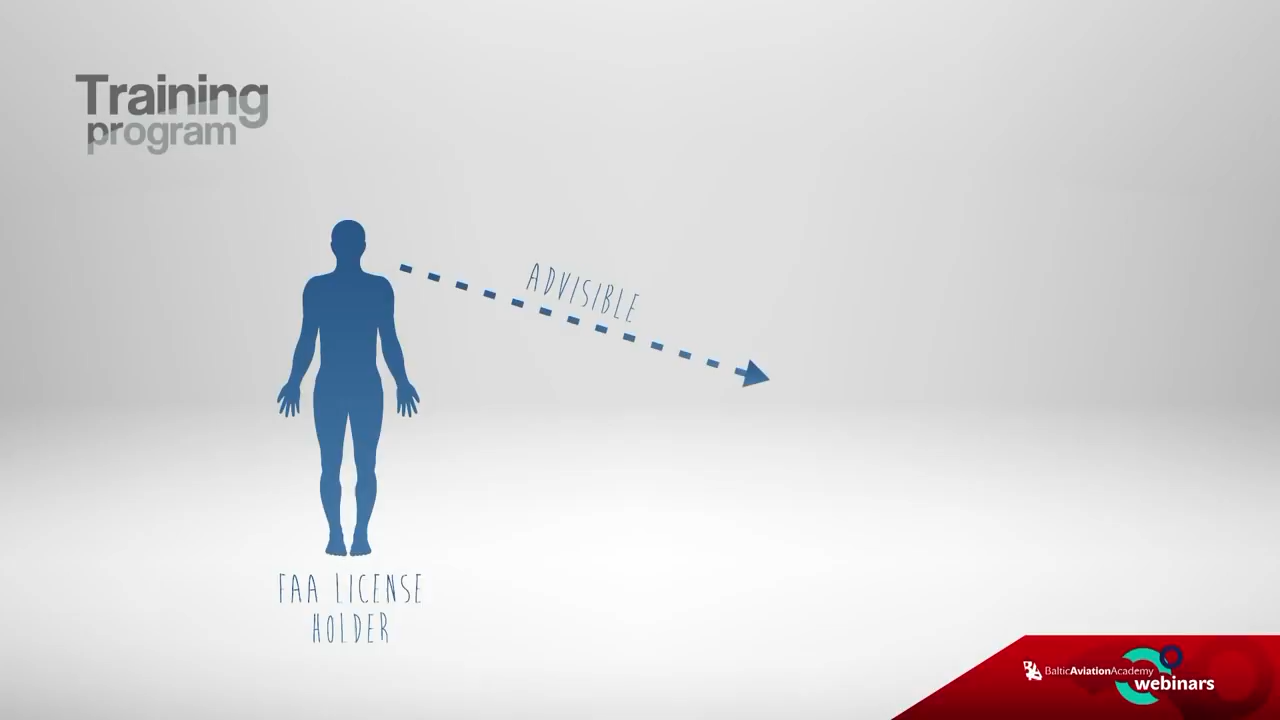 Training
program
ADVISIBLE
FAA LICENSE
HOLDER
BalticAviationAcademy
webinars